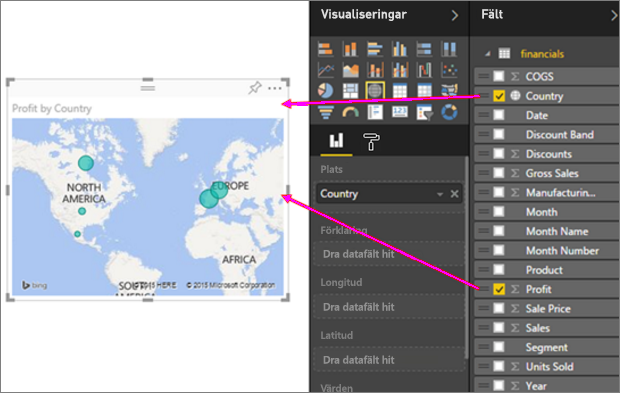 Profit by Country
NORTH
AMERICA
EUROPE
AFRICA
bing
© 2015 HERE © 2015 Microsoft Corporation
Visualiseringar
Plats
Country
Förklaring
Dra datafält hit
Longitud
Dra datafält hit
Latitud
Dra datafält hit
Värden
Fält
financials
COGS
Country
Date
Discount Band
Discounts
Gross Sales
Manufacturin...
Month
Month Name
Month Number
Product
Profit
Sale Price
Sales
Segment
Units Sold
Year